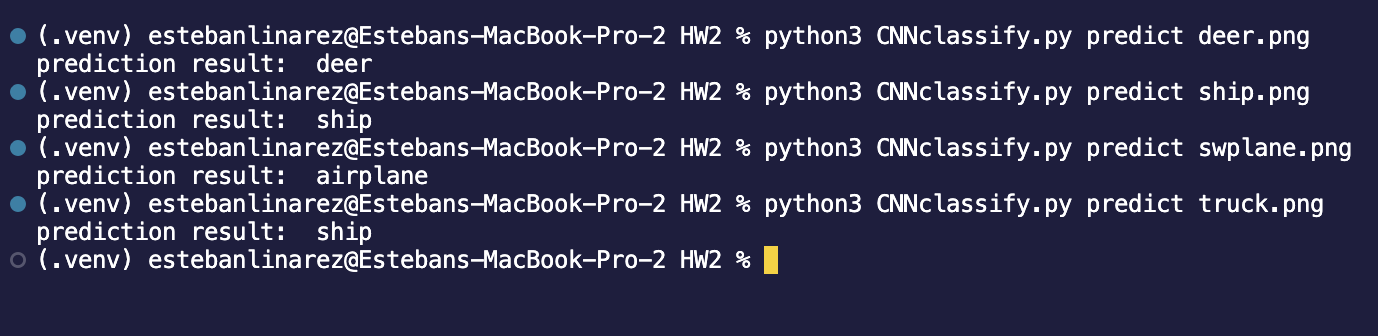 (.venv) estebanlinarez@Estebans-MacBook-Pro-2 HW2 % python3 CNNclassify.py predict deer.png
prediction result:  deer
(.venv) estebanlinarez@Estebans-MacBook-Pro-2 HW2 % python3 CNNclassify.py predict ship.png
prediction result:  ship
(.venv) estebanlinarez@Estebans-MacBook-Pro-2 HW2 % python3 CNNclassify.py predict swplane.png
prediction result:  airplane
(.venv) estebanlinarez@Estebans-MacBook-Pro-2 HW2 % python3 CNNclassify.py predict truck.png
prediction result:  ship
(.venv) estebanlinarez@Estebans-MacBook-Pro-2 HW2 %